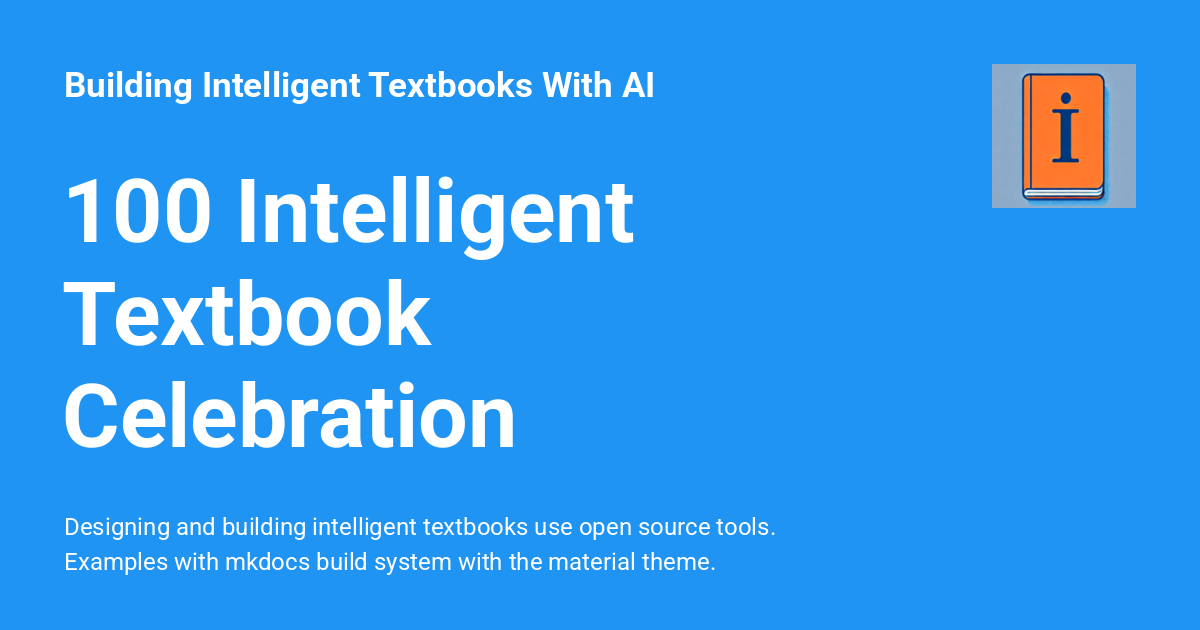 Building Intelligent Textbooks With AI
i
100 Intelligent
Textbook
Celebration
Designing and building intelligent textbooks use open source tools.
Examples with mkdocs build system with the material theme.